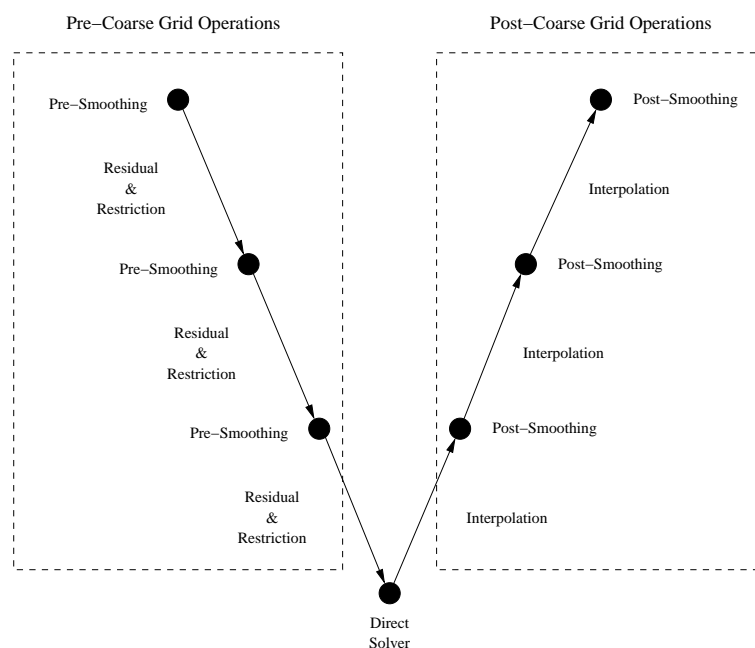 Pre−Coarse Grid Operations
Post−Coarse Grid Operations
Pre−Smoothing
Post−Smoothing
Residual
&
Restriction
Interpolation
Pre−Smoothing
Post−Smoothing
Residual
&
Restriction
Interpolation
Pre−Smoothing
Post−Smoothing
Residual
&
Restriction
Interpolation
Direct
Solver